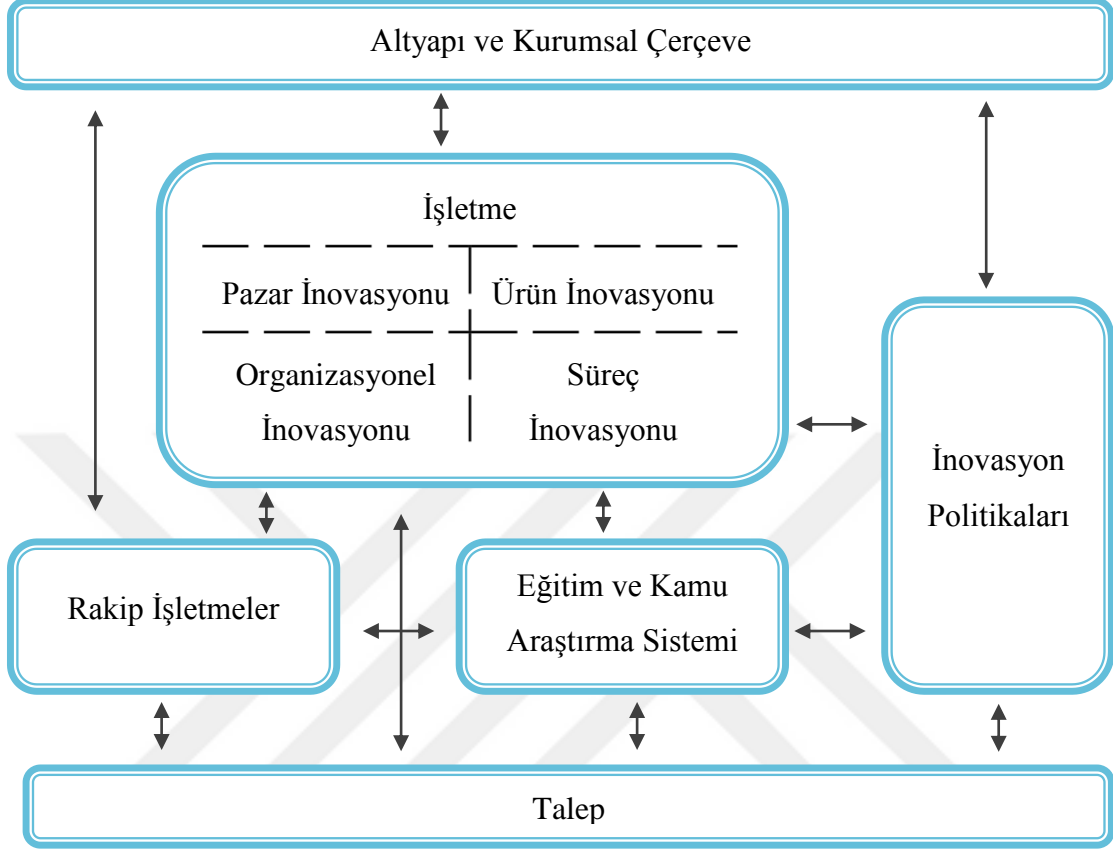 Altyapı ve Kurumsal Çerçeve
İşletme
Pazar İnovasyonu
Ürün İnovasyonu
Organizasyonel
İnovasyonu
Süreç
İnovasyonu
İnovasyon
Politikaları
Rakip İşletmeler
Eğitim ve Kamu
Araştırma Sistemi
Talep